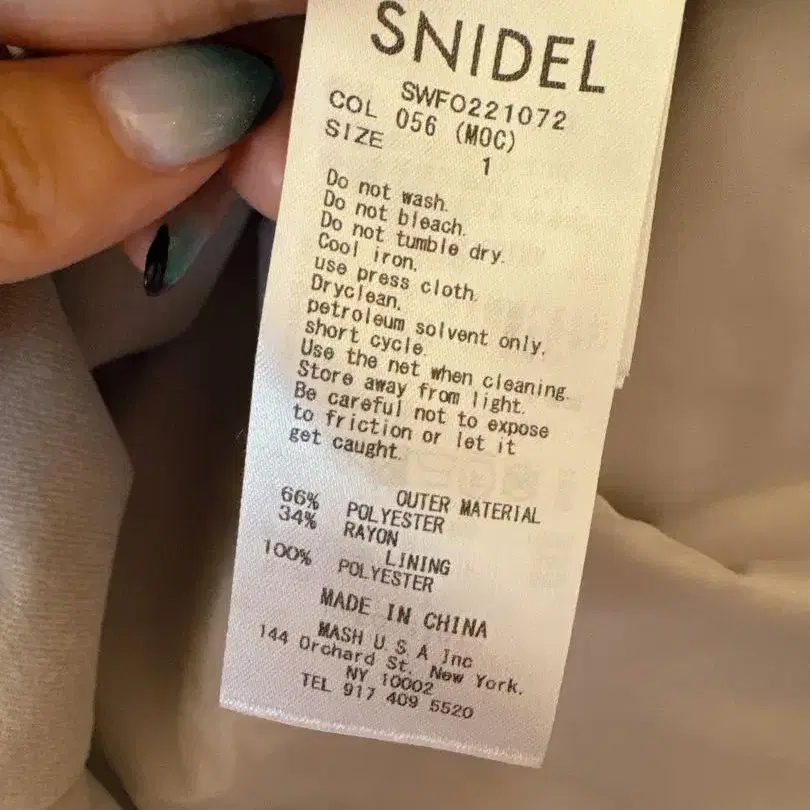 SNIDEL
SWFO221072
COL 056 (MOC)
SIZE 1
Do not wash.
Do not bleach.
Do not tumble dry.
Cool iron.
use press cloth.
Dryclean.
petroleum solvent only.
short cycle.
Use the net when cleaning.
Store away from light.
Be careful not to expose
to friction or let it
get caught.
OUTER MATERIAL
66% POLYESTER
34% RAYON
LINING
100% POLYESTER
MADE IN CHINA
MASH U.S.A Inc
144 Orchard St. New York.
NY 10002
TEL 917 409 5520